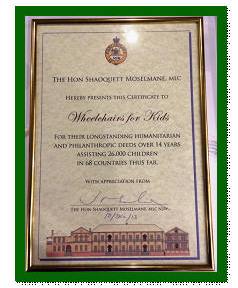 THE HON SHAOQUETT MOSELMANE, MLC
HEREBY PRESENTS THIS CERTIFICATE TO
Wheelchairs for Kids
FOR THEIR LONGSTANDING HUMANITARIAN
AND PHILANTHROPIC DEEDS OVER 14 YEARS
ASSISTING 26,000 CHILDREN
IN 68 COUNTRIES THUS FAR.
WITH APPRECIATION FROM
THE HON SHAOQUETT MOSELMANE, MLC NSW.